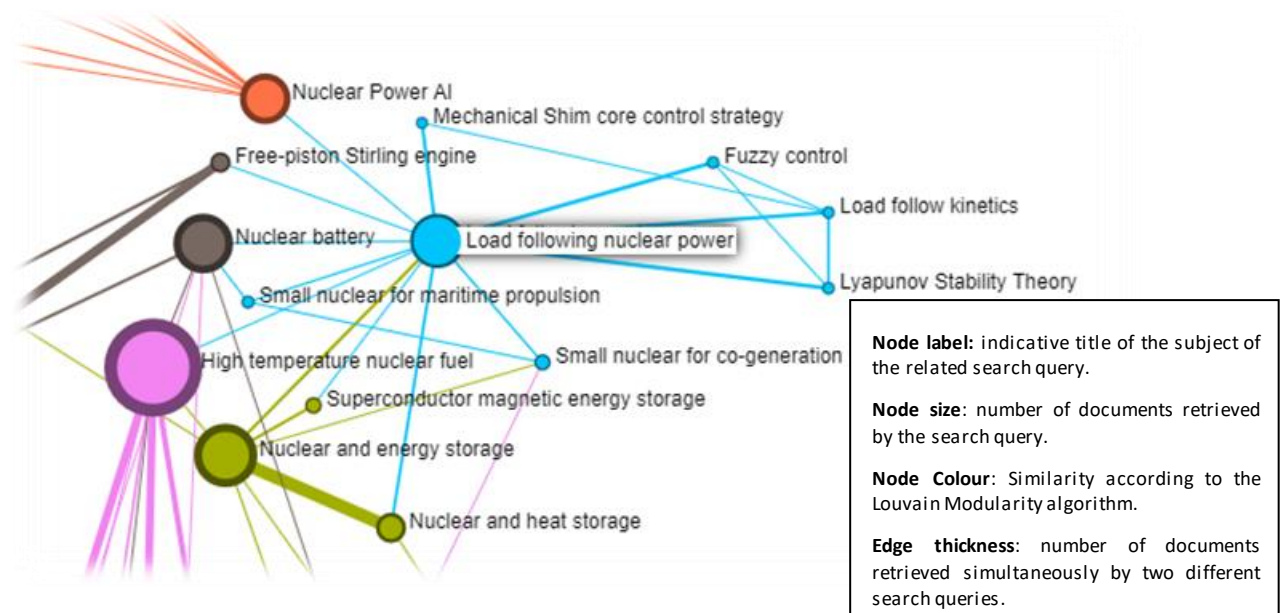 Nuclear Power AI
Mechanical Shim core control strategy
Free-piston Stirling engine
Fuzzy control
Load follow kinetics
Nuclear battery
Load following nuclear power
Lyapunov Stability Theory
Small nuclear for maritime propulsion
High temperature nuclear fuel
Small nuclear for co-generation
Superconductor magnetic energy storage
Nuclear and energy storage
Nuclear and heat storage
Node label: indicative title of the subject of
the related search query.
Node size: number of documents retrieved
by the search query.
Node Colour: Similarity according to the
Louvain Modularity algorithm.
Edge thickness: number of documents
retrieved simultaneously by two different
search queries.